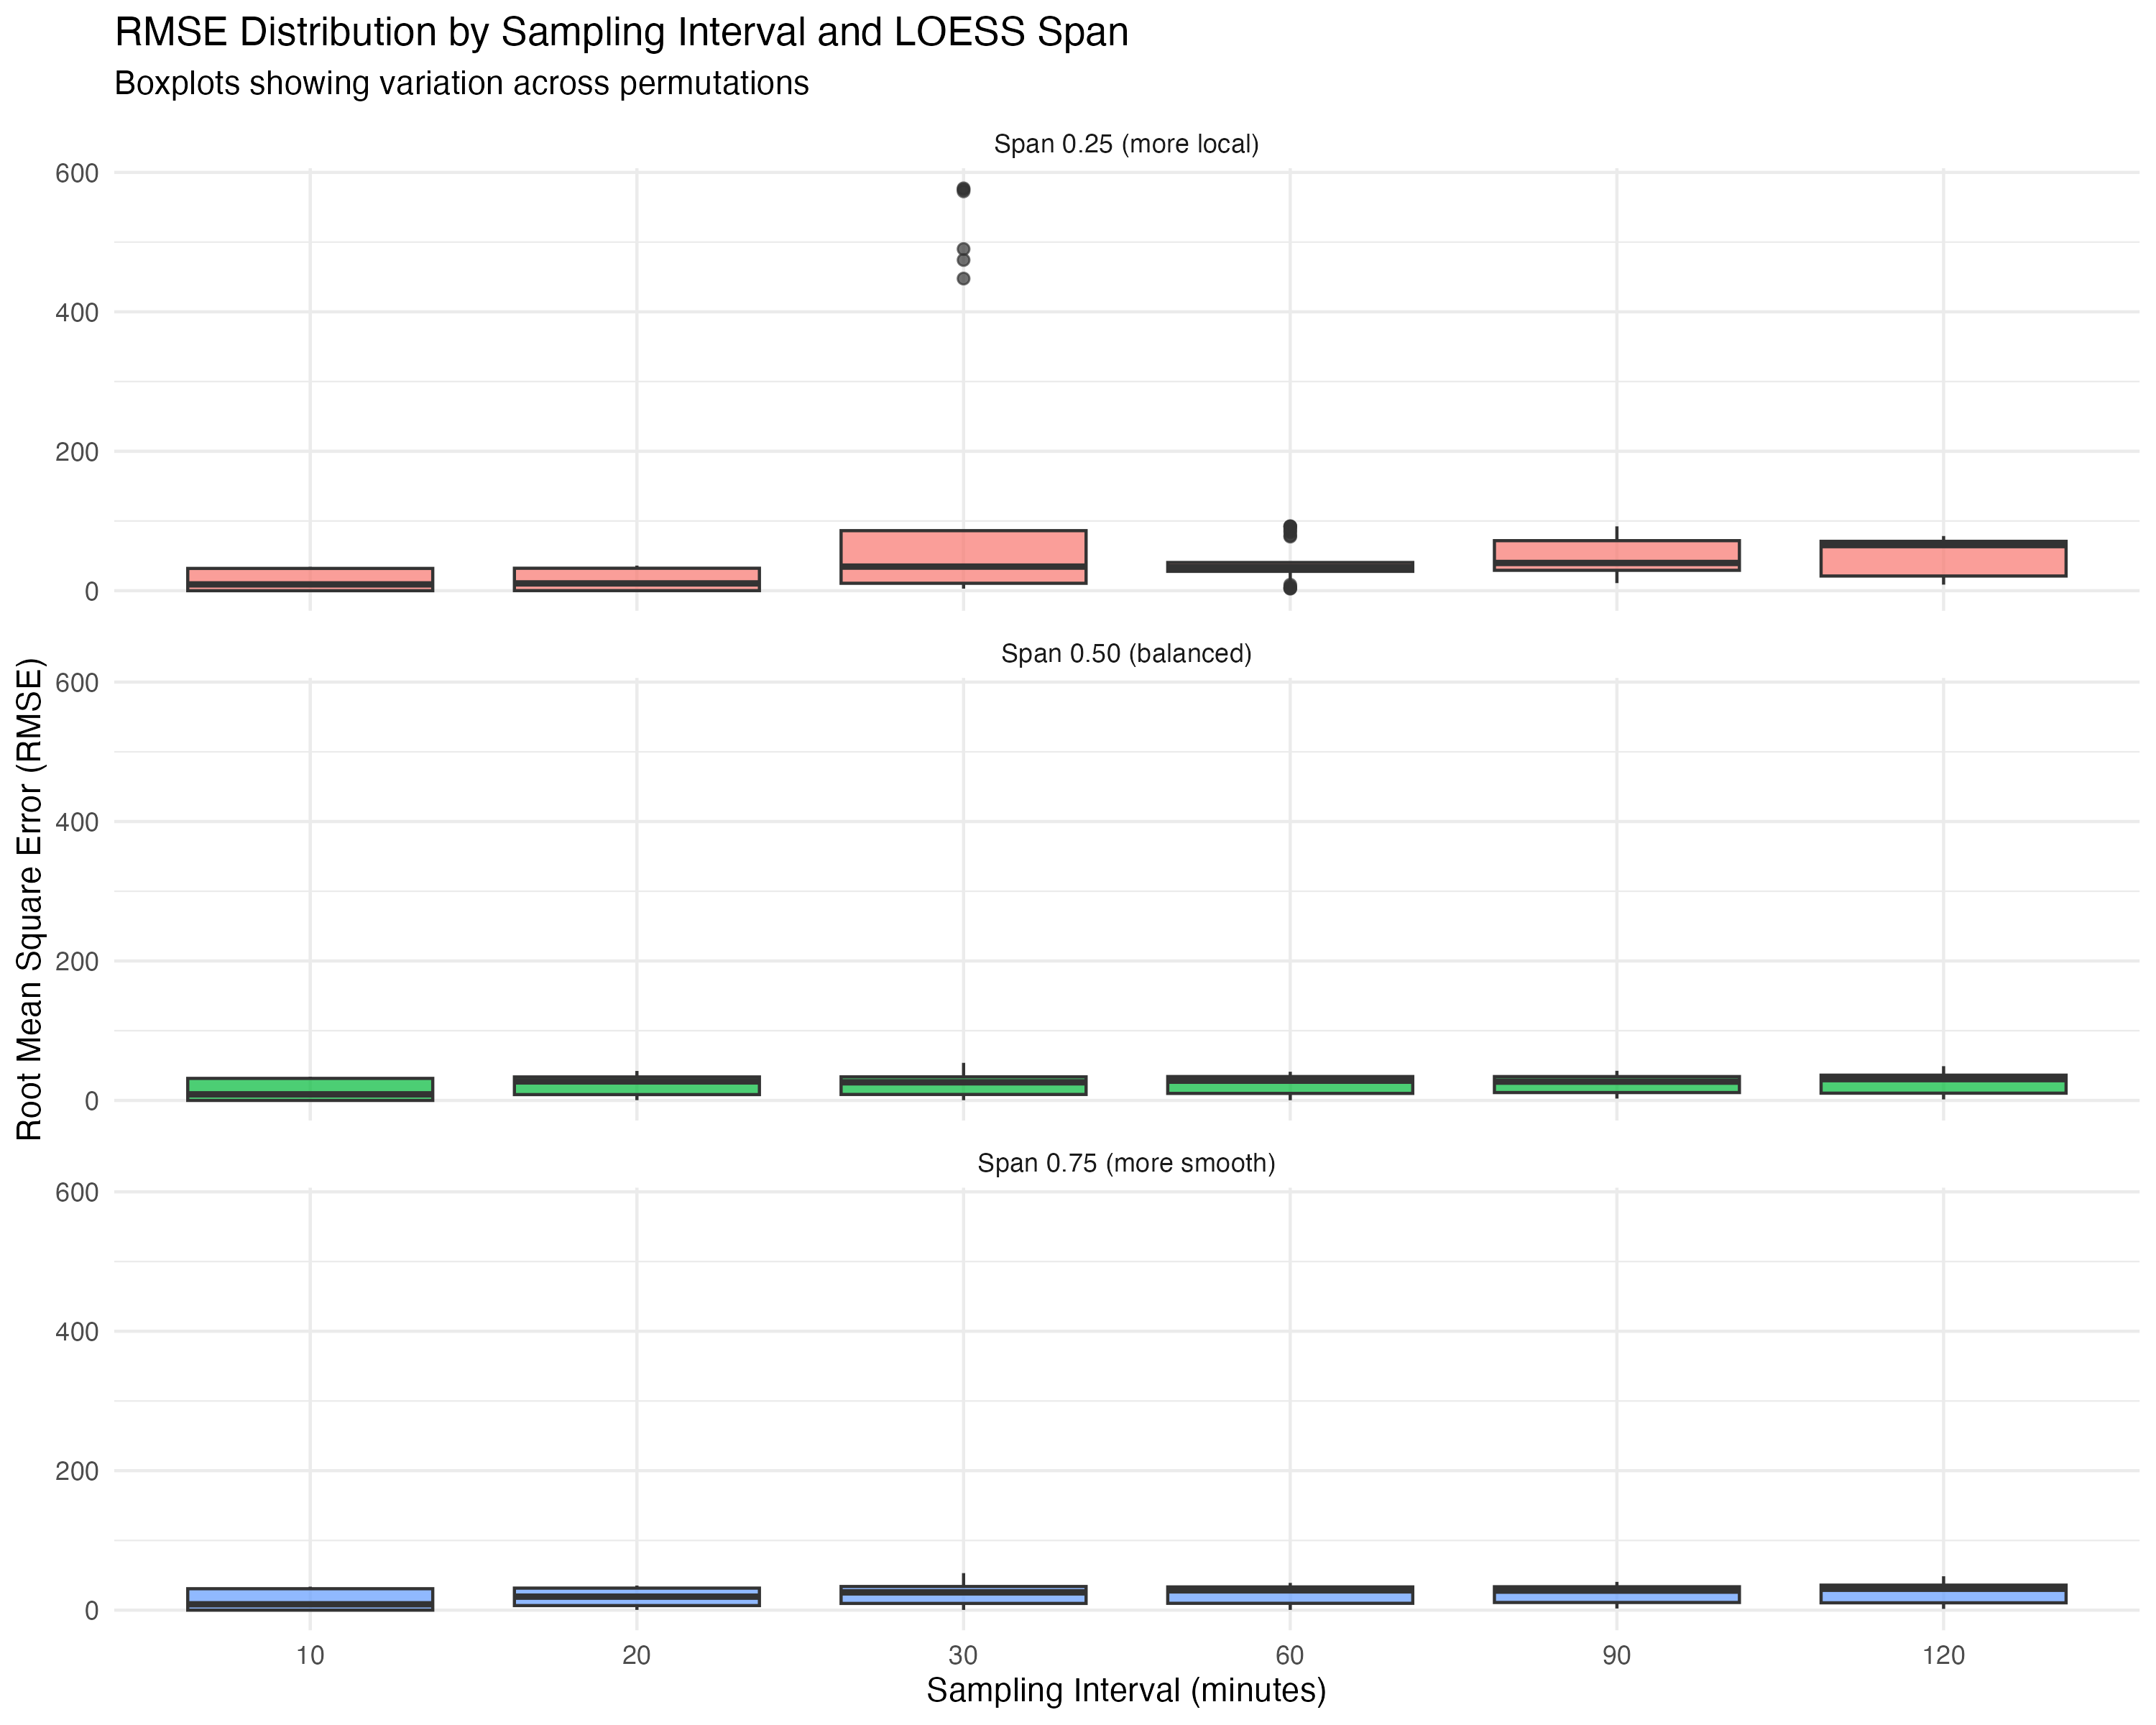 RMSE Distribution by Sampling Interval and LOESS Span
Boxplots showing variation across permutations
Span 0.25 (more local)
600
400
200
0
Span 0.50 (balanced)
600
400
200
0
Root Mean Square Error (RMSE)
Span 0.75 (more smooth)
600
400
200
0
10 20 30 60 90 120
Sampling Interval (minutes)